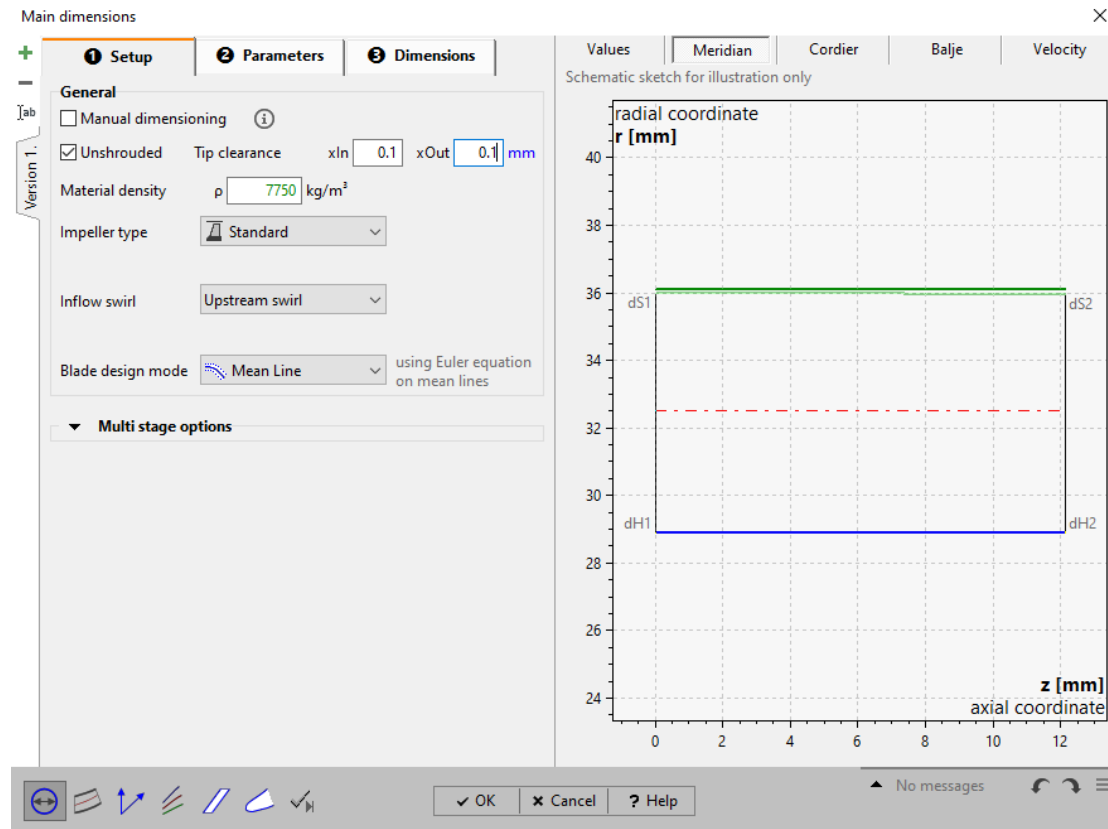 Main dimensions
1 Setup
2 Parameters
3 Dimensions
Values
Meridian
Cordier
Balje
Velocity
Schematic sketch for illustration only
ab
Version 1.
General
Manual dimensioning
Unshrouded Tip clearance xIn 0.1 xOut 0.1 mm
Material density ρ 7750 kg/m³
Impeller type Standard
Inflow swirl Upstream swirl
Blade design mode Mean Line using Euler equation
on mean lines
Multi stage options
radial coordinate
r [mm]
40
38
36
34
32
30
28
26
24
dS1
dS2
dH1
dH2
z [mm]
axial coordinate
0 2 4 6 8 10 12
OK
Cancel
? Help
No messages